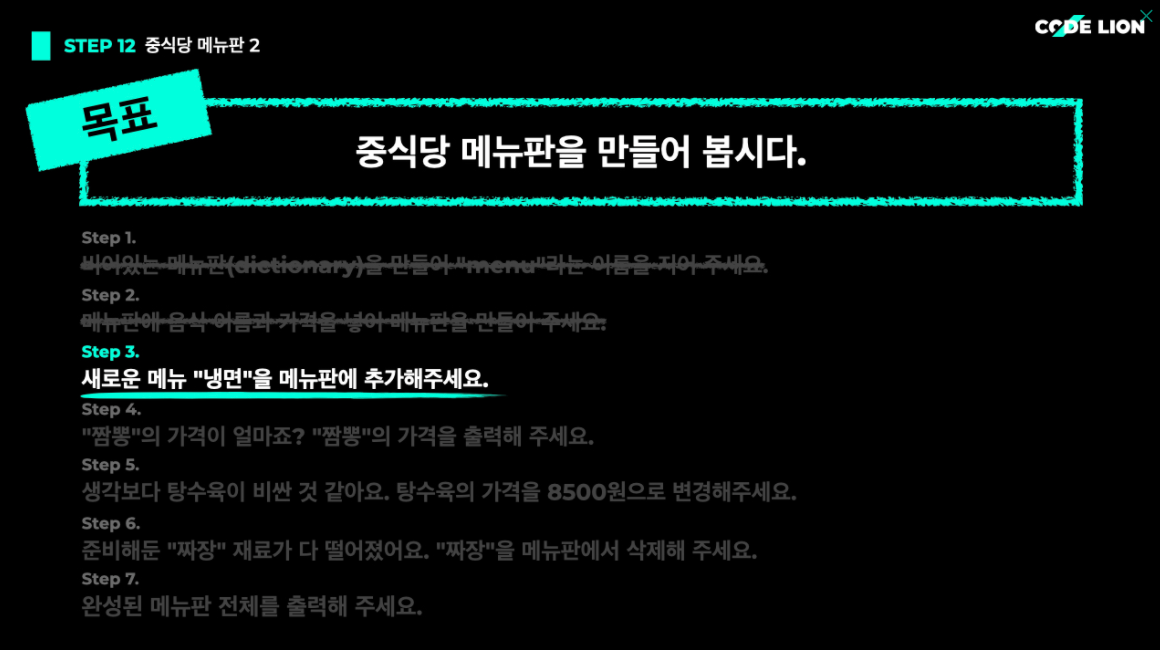 CODE LION
STEP 12 중식당 메뉴판 2
목표
중식당 메뉴판을 만들어 봅시다.
Step 1.
비어있는 메뉴판(dictionary)을 만들어 "menu"라는 이름을 지어 주세요.
Step 2.
메뉴판에 음식 이름과 가격을 넣어 메뉴판을 만들어 주세요.
Step 3.
새로운 메뉴 "냉면"을 메뉴판에 추가해주세요.
Step 4.
"짬뽕"의 가격이 얼마죠? "짬뽕"의 가격을 출력해 주세요.
Step 5.
생각보다 탕수육이 비싼 것 같아요. 탕수육의 가격을 8500원으로 변경해주세요.
Step 6.
준비해둔 "짜장" 재료가 다 떨어졌어요. "짜장"을 메뉴판에서 삭제해 주세요.
Step 7.
완성된 메뉴판 전체를 출력해 주세요.